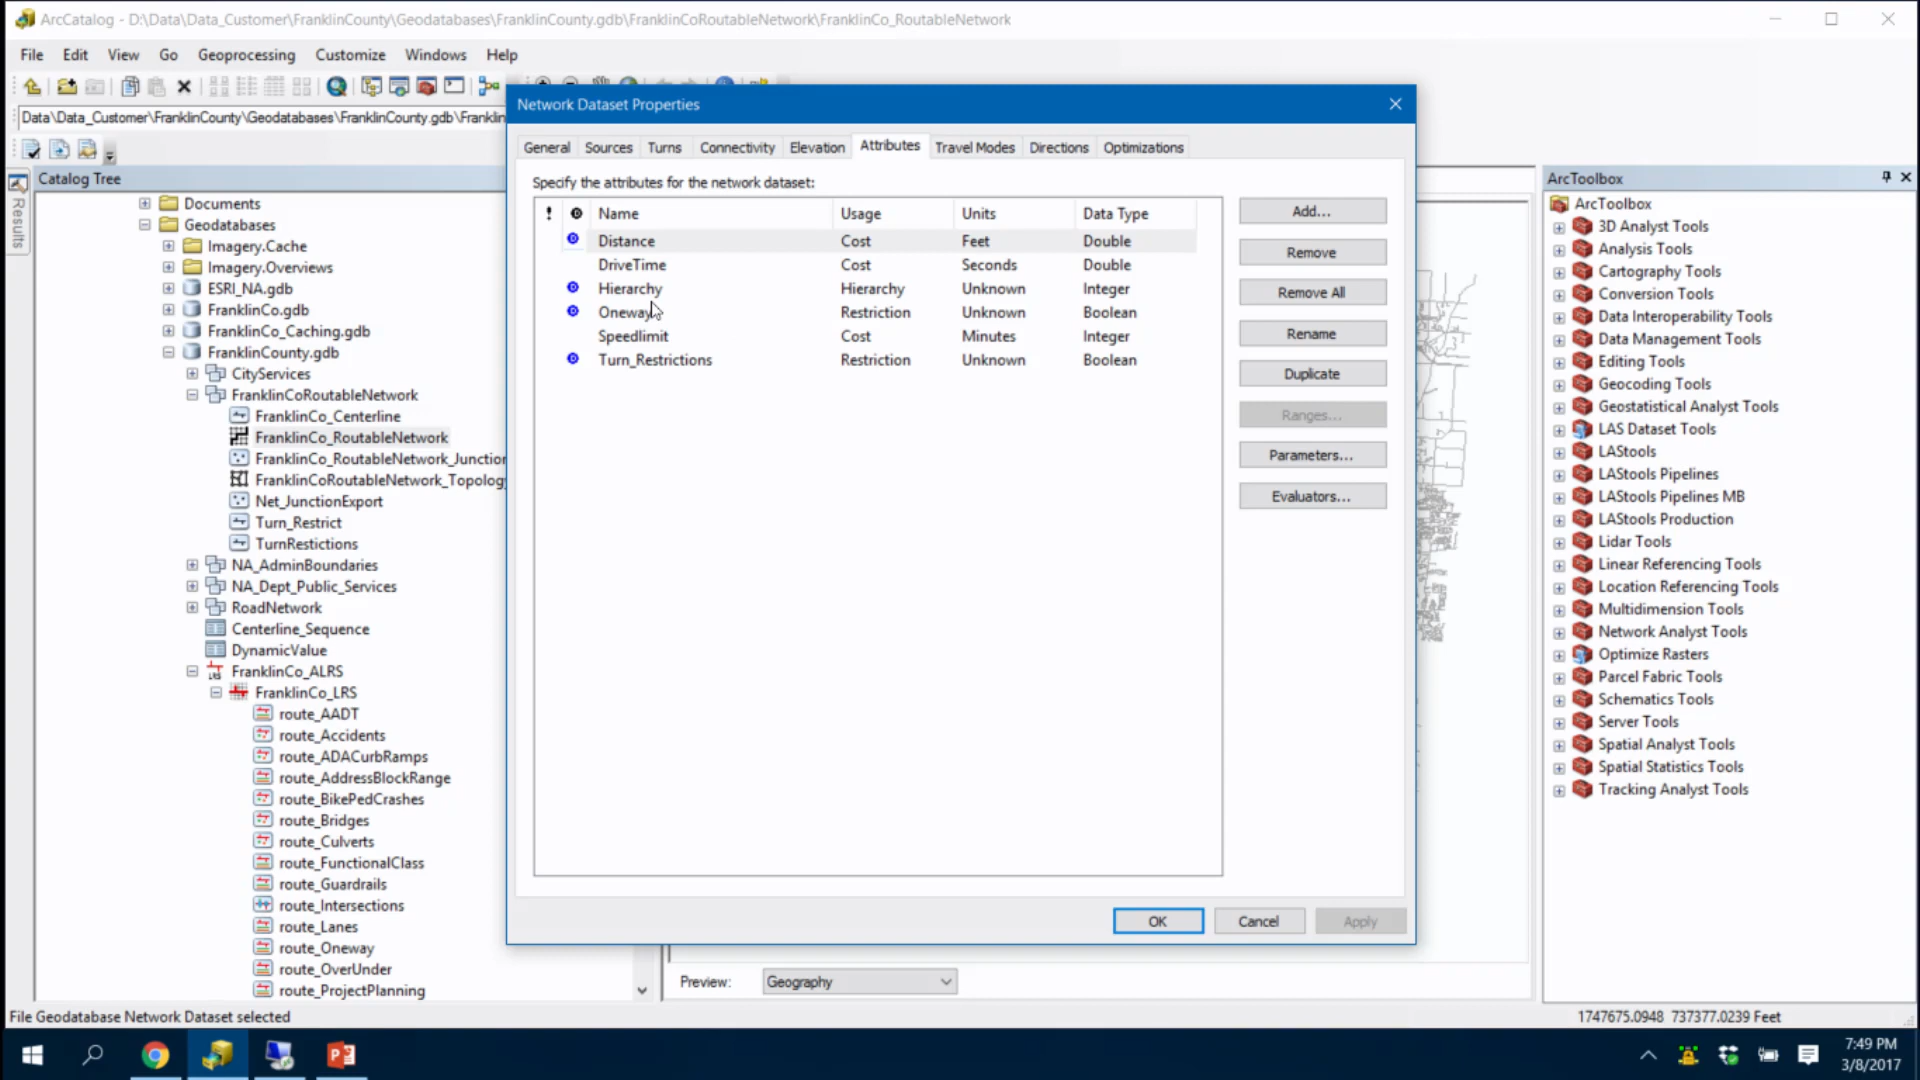 ArcCatalog - D:\Data\Data_Customer\FranklinCounty\Geodatabases\FranklinCounty.gdb\FranklinCoRoutableNetwork\FranklinCo_RoutableNetwork
File Edit View Go Geoprocessing Customize Windows Help
Data\Data_Customer\FranklinCounty\Geodatabases\FranklinCounty.gdb\Franklin
Results
Catalog Tree
Documents
Geodatabases
Imagery.Cache
Imagery.Overviews
ESRI_NA.gdb
FranklinCo.gdb
FranklinCo_Caching.gdb
FranklinCounty.gdb
CityServices
FranklinCoRoutableNetwork
FranklinCo_Centerline
FranklinCo_RoutableNetwork
FranklinCo_RoutableNetwork_Junction
FranklinCoRoutableNetwork_Topology
Net_JunctionExport
Turn_Restrict
TurnRestictions
NA_AdminBoundaries
NA_Dept_Public_Services
RoadNetwork
Centerline_Sequence
DynamicValue
FranklinCo_ALRS
FranklinCo_LRS
route_AADT
route_Accidents
route_ADACurbRamps
route_AddressBlockRange
route_BikePedCrashes
route_Bridges
route_Culverts
route_FunctionalClass
route_Guardrails
route_Intersections
route_Lanes
route_Oneway
route_OverUnder
route_ProjectPlanning
Network Dataset Properties
General Sources Turns Connectivity Elevation Attributes Travel Modes Directions Optimizations
Specify the attributes for the network dataset:
! Name Usage Units Data Type
Distance Cost Feet Double
DriveTime Cost Seconds Double
Hierarchy Hierarchy Unknown Integer
Oneway Restriction Unknown Boolean
Speedlimit Cost Minutes Integer
Turn_Restrictions Restriction Unknown Boolean
Add...
Remove
Remove All
Rename
Duplicate
Ranges...
Parameters...
Evaluators...
OK Cancel Apply
Preview: Geography
ArcToolbox
ArcToolbox
3D Analyst Tools
Analysis Tools
Cartography Tools
Conversion Tools
Data Interoperability Tools
Data Management Tools
Editing Tools
Geocoding Tools
Geostatistical Analyst Tools
LAS Dataset Tools
LAStools
LAStools Pipelines
LAStools Pipelines MB
LAStools Production
Lidar Tools
Linear Referencing Tools
Location Referencing Tools
Multidimension Tools
Network Analyst Tools
Optimize Rasters
Parcel Fabric Tools
Schematics Tools
Server Tools
Spatial Analyst Tools
Spatial Statistics Tools
Tracking Analyst Tools
File Geodatabase Network Dataset selected
1747675.0948 737377.0239 Feet
7:49 PM
3/8/2017